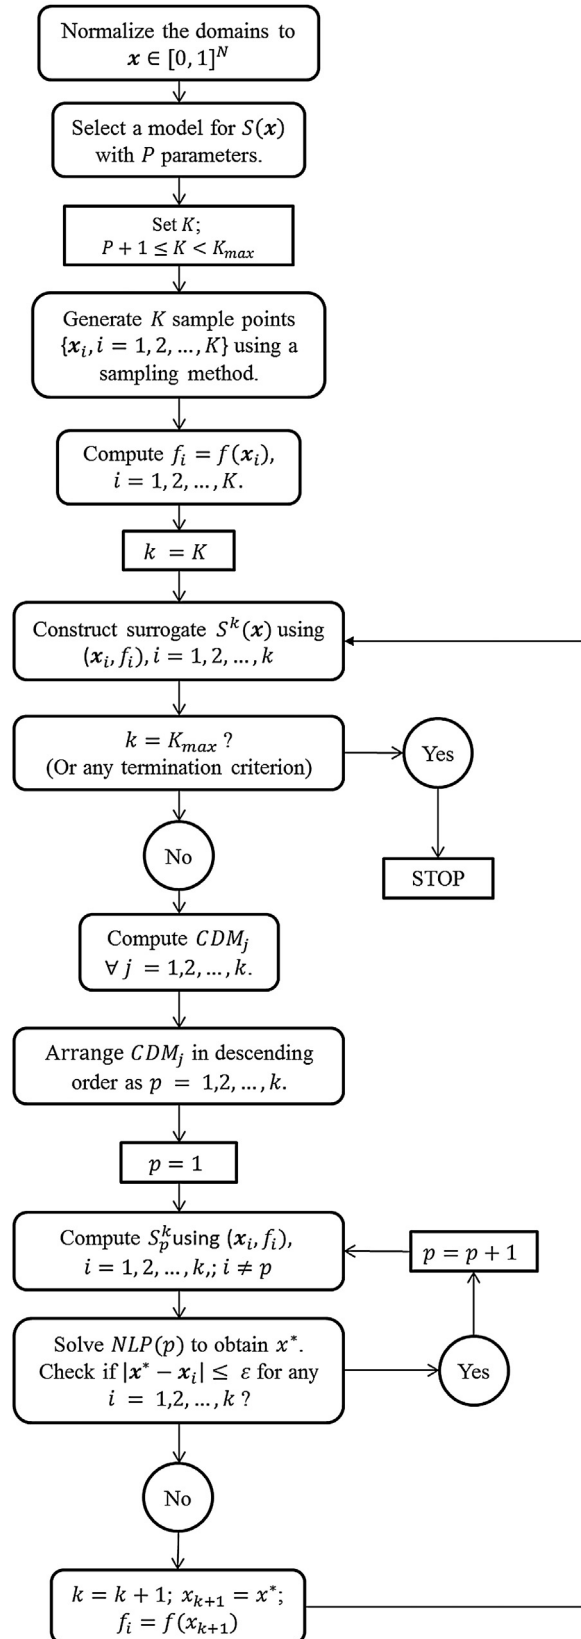 Normalize the domains to
𝒙 ∈ [0, 1]^N
Select a model for S(𝒙)
with P parameters.
Set K;
P + 1 ≤ K < K_max
Generate K sample points
{𝒙_i, i = 1, 2, ..., K} using a
sampling method.
Compute f_i = f(𝒙_i),
i = 1, 2, ..., K.
k = K
Construct surrogate S^k(𝒙) using
(𝒙_i, f_i), i = 1, 2, ..., k
k = K_max ?
(Or any termination criterion)
Yes
No
STOP
Compute CDM_j
∀ j = 1,2, ..., k.
Arrange CDM_j in descending
order as p = 1,2, ..., k.
p = 1
Compute S_p^k using (𝒙_i, f_i),
i = 1, 2, ..., k,; i ≠ p
p = p + 1
Solve NLP(p) to obtain x*.
Check if |𝒙* − 𝒙_i| ≤ ε for any
i = 1,2, ..., k ?
Yes
No
k = k + 1; x_{k+1} = x*;
f_i = f(x_{k+1})